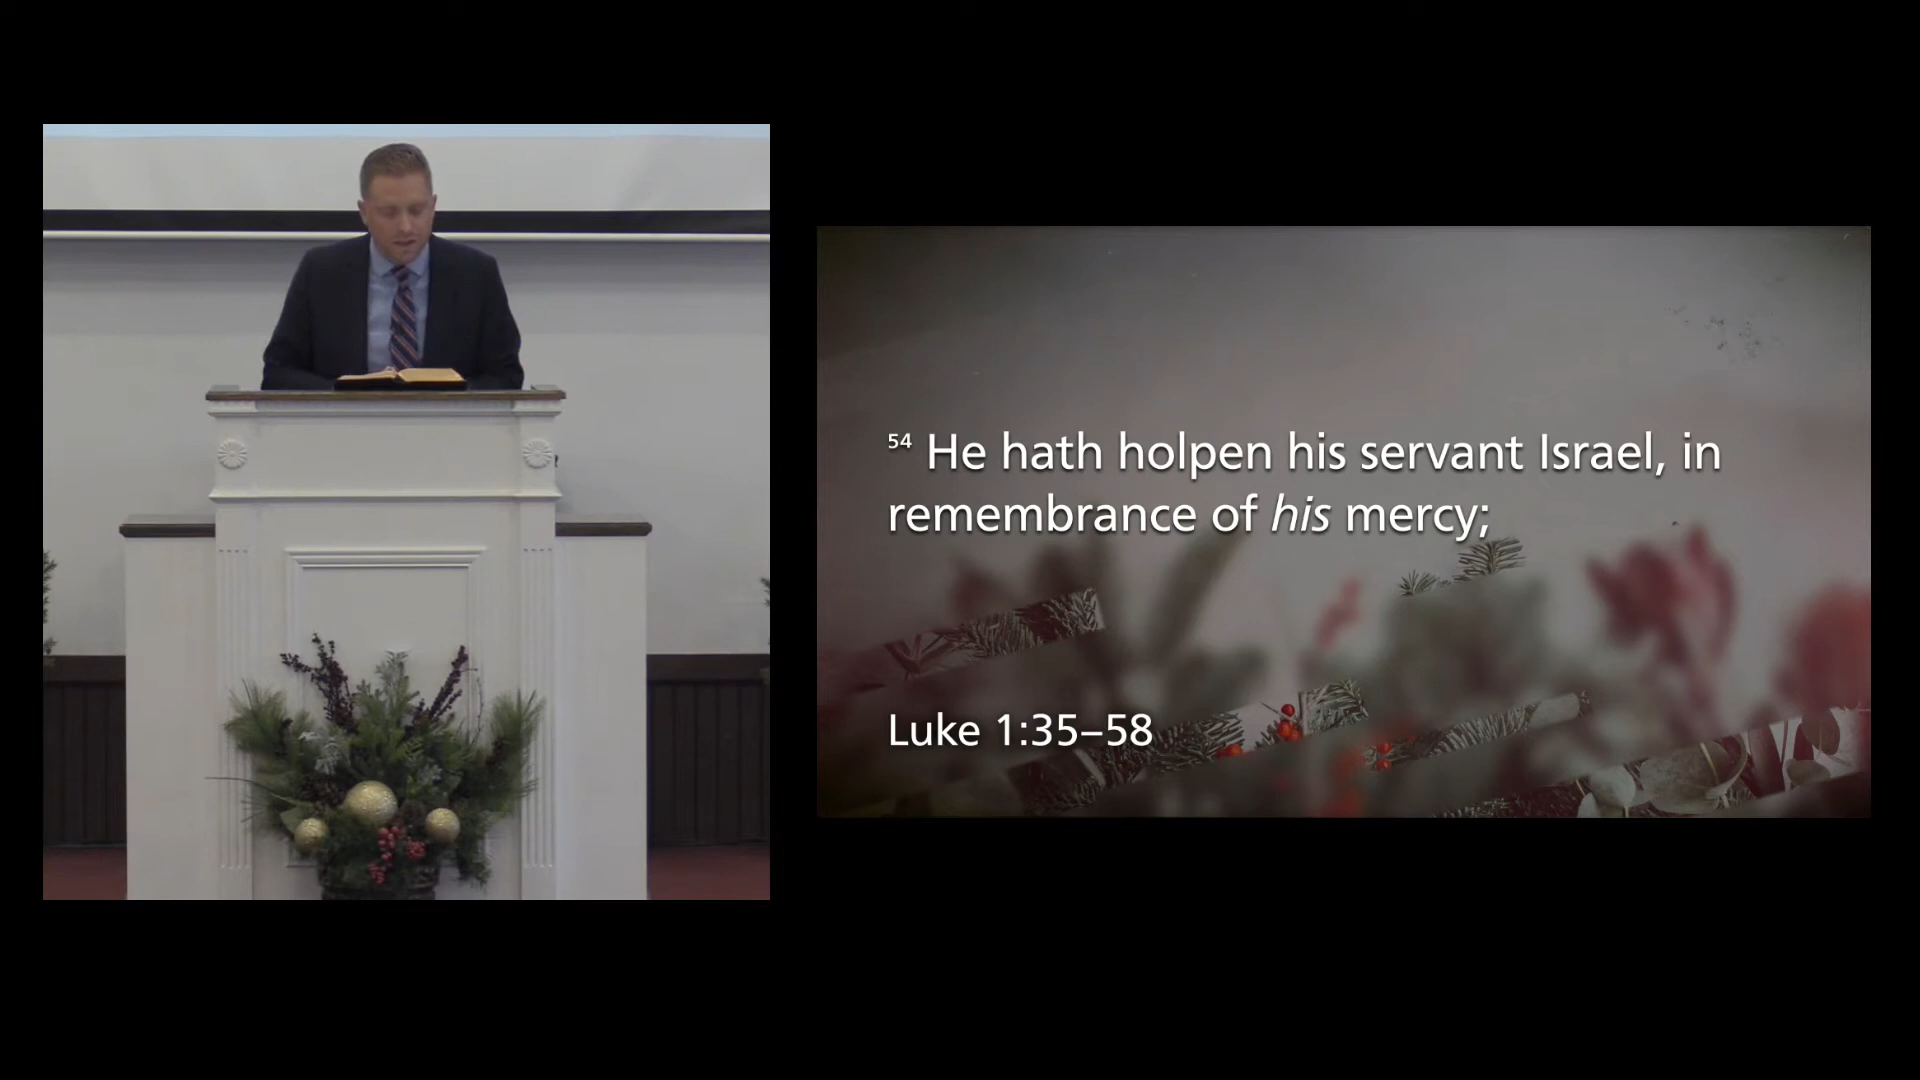 54 He hath holpen his servant Israel, in
remembrance of his mercy;
Luke 1:35–58